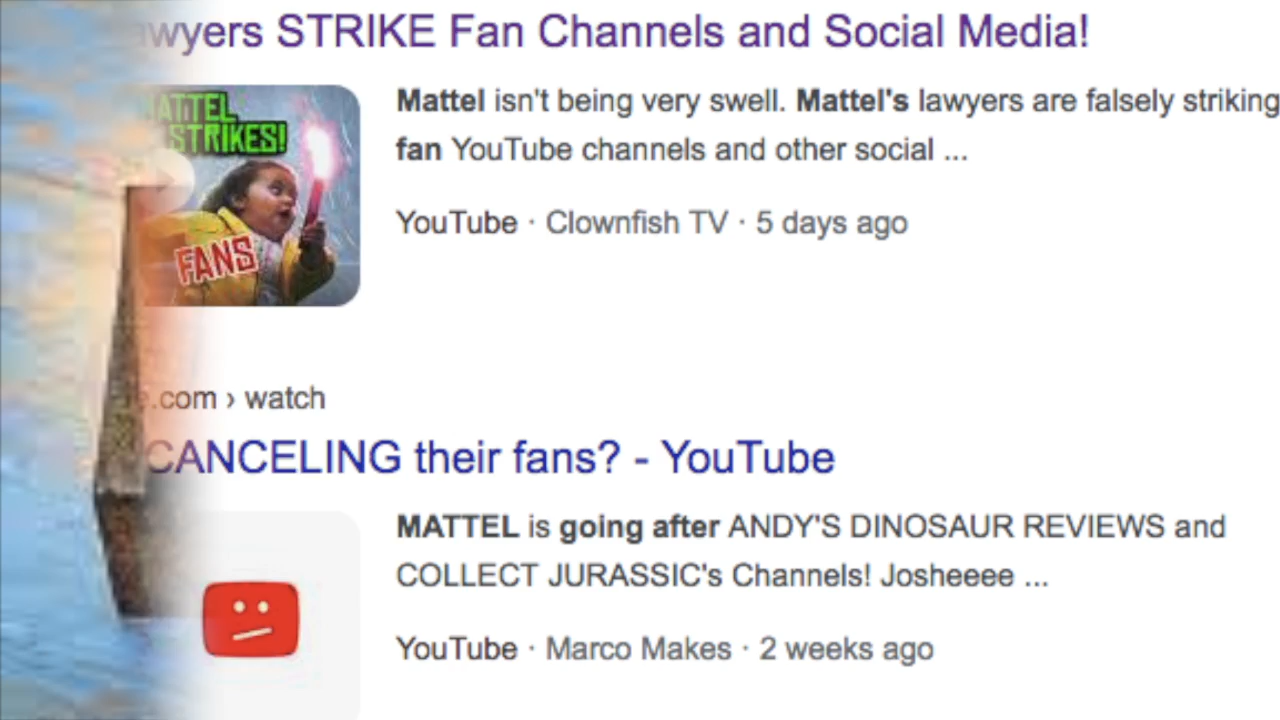 STRIKE Fan Channels and Social Media!
MATTEL
STRIKES!
FANS
Mattel isn't being very swell. Mattel's lawyers are falsely striking
fan YouTube channels and other social ...
YouTube · Clownfish TV · 5 days ago
.com › watch
CANCELING their fans? - YouTube
MATTEL is going after ANDY'S DINOSAUR REVIEWS and
COLLECT JURASSIC's Channels! Josheeee ...
YouTube · Marco Makes · 2 weeks ago